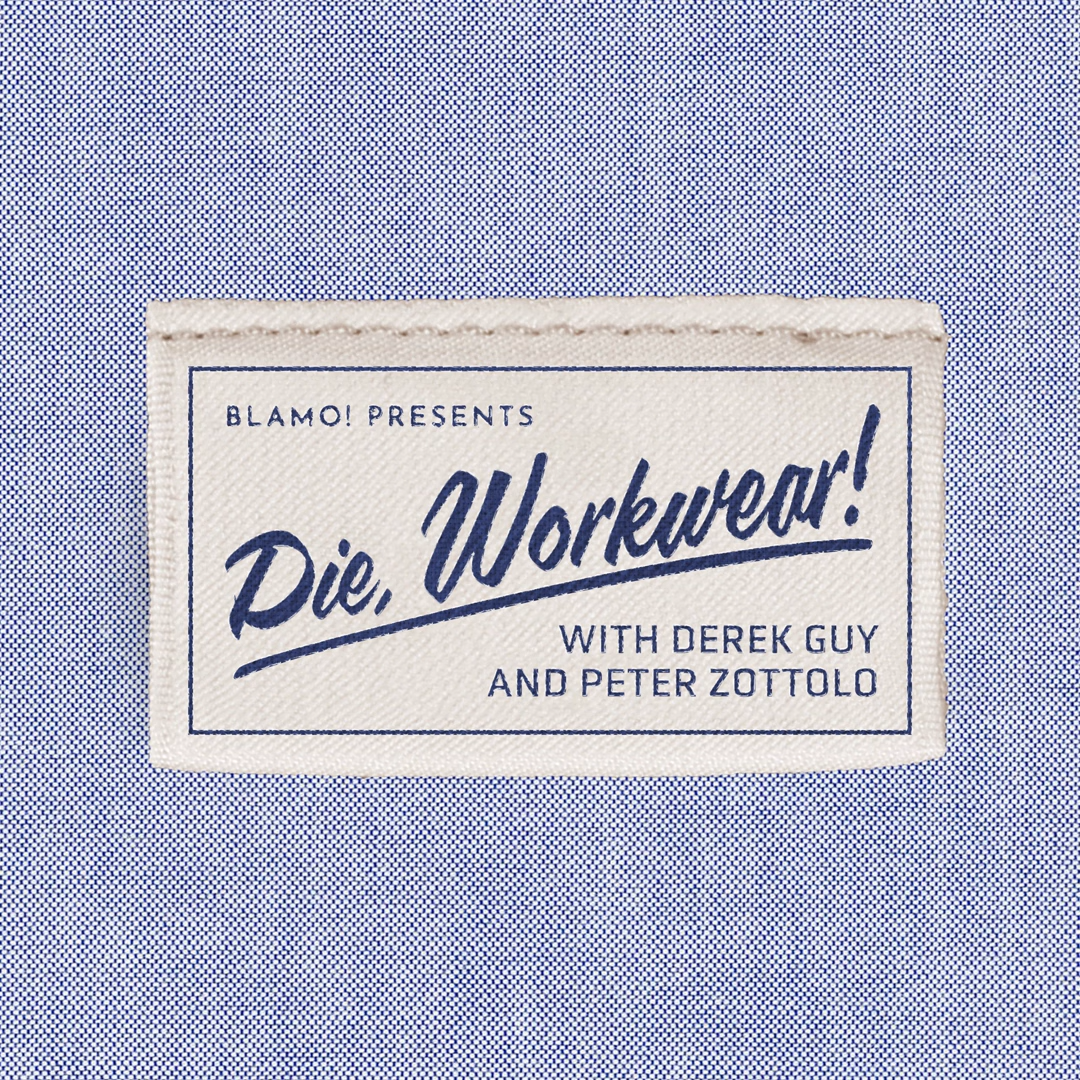 BLAMO! PRESENTS
Die, Workwear!
WITH DEREK GUY
AND PETER ZOTTOLO